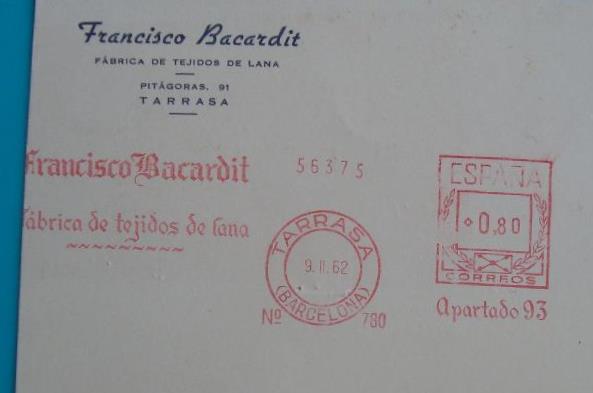 Francisco Bacardit
FÁBRICA DE TEJIDOS DE LANA
PITÁGORAS, 91
TARRASA
Francisco Bacardit
56375
ESPAÑA
Fábrica de tejidos de lana
0,80
TARRASA
9. II. 62
(BARCELONA)
CORREOS
Nº 780
Apartado 93